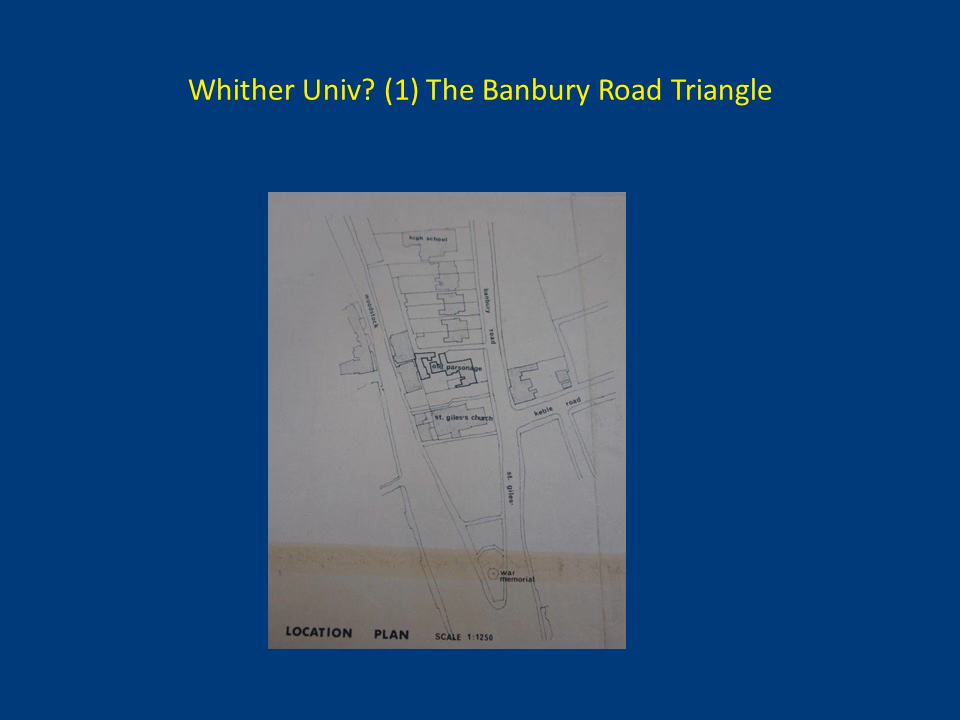 Whither Univ? (1) The Banbury Road Triangle
high school
woodstock
banbury road
old parsonage
st. giles's church
keble road
st. giles'
war
memorial
LOCATION PLAN SCALE 1:1250